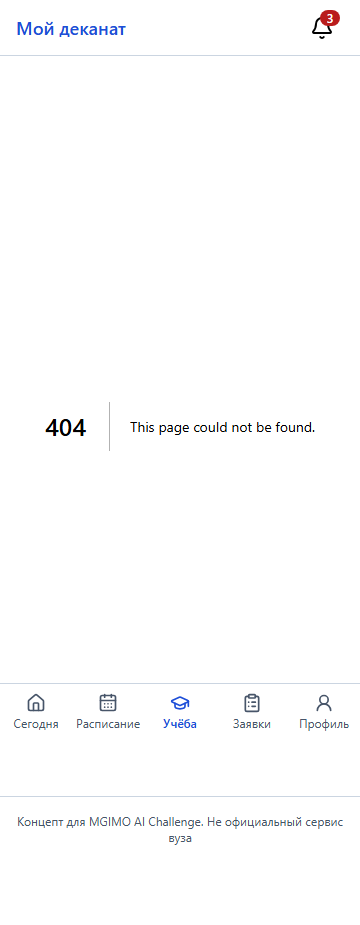 Мой деканат
3
404
This page could not be found.
Сегодня
Расписание
Учёба
Заявки
Профиль
Концепт для MGIMO AI Challenge. Не официальный сервис
вуза